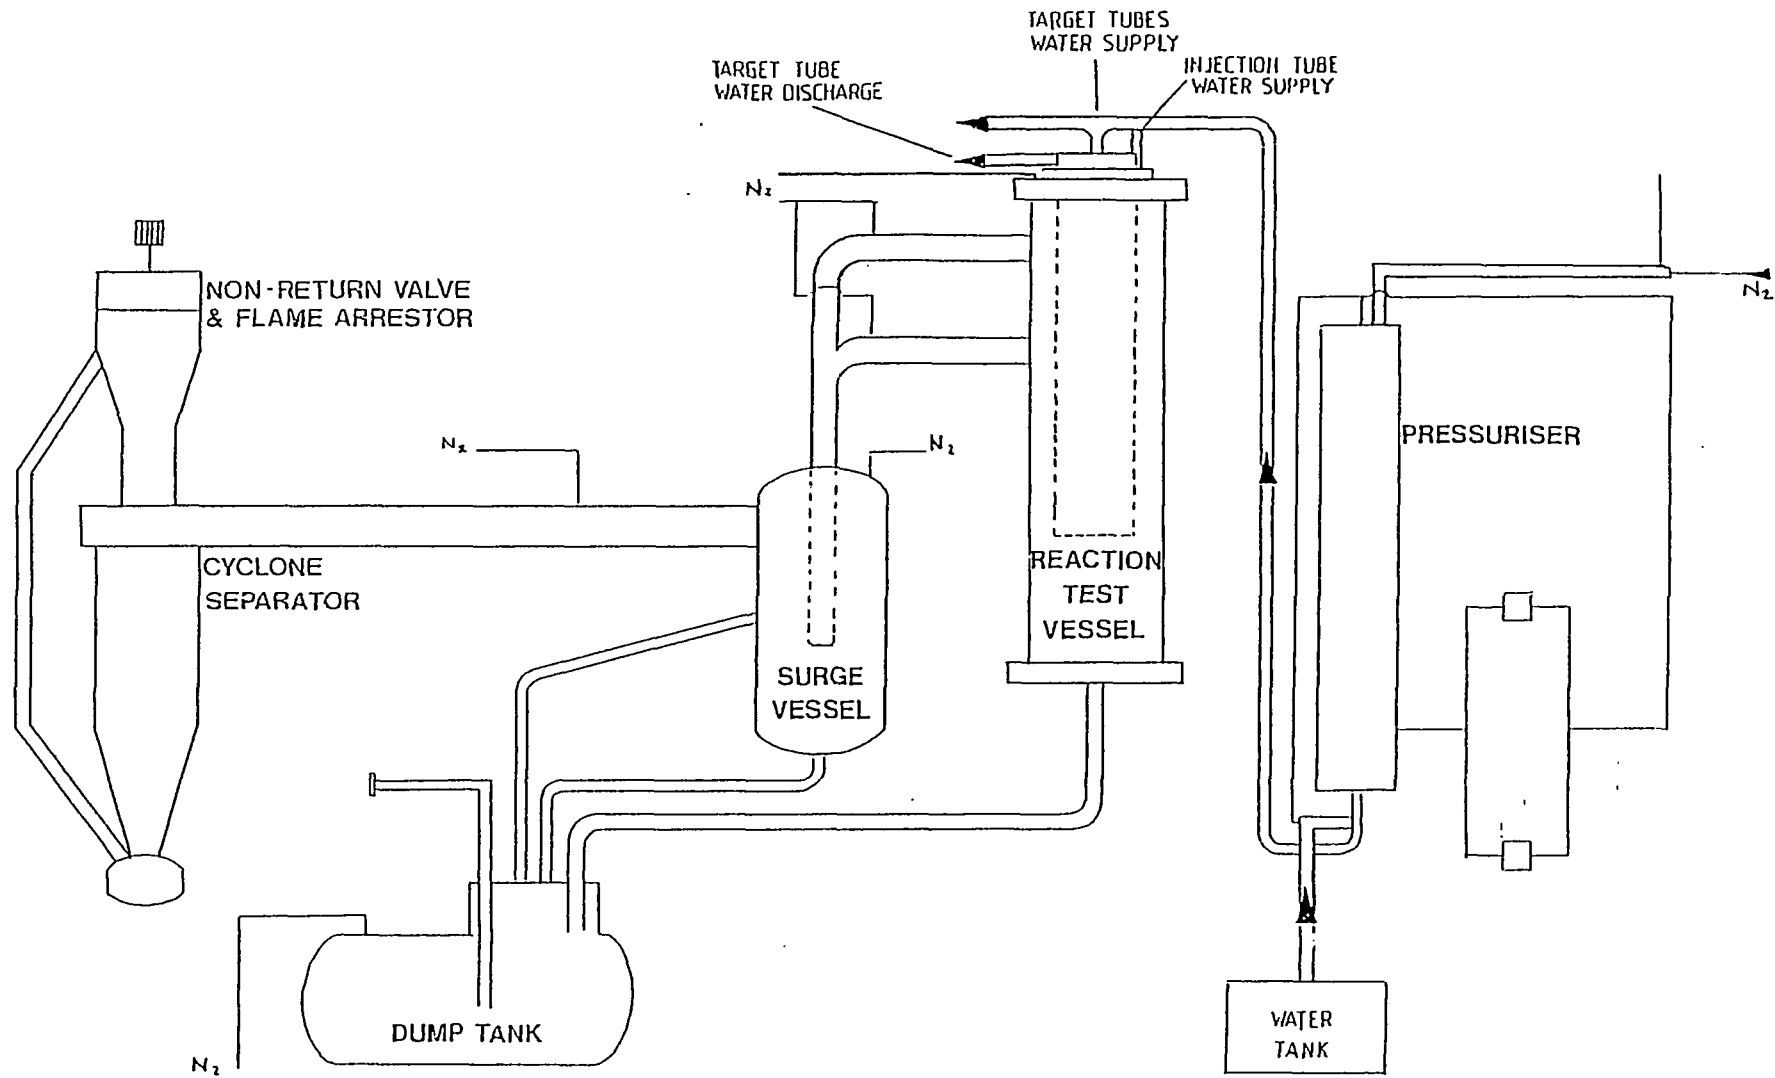 TARGET TUBES
WATER SUPPLY
TARGET TUBE
WATER DISCHARGE
INJECTION TUBE
WATER SUPPLY
N₂
NON-RETURN VALVE
& FLAME ARRESTOR
N₂
PRESSURISER
N₂
N₂
CYCLONE
SEPARATOR
REACTION
TEST
VESSEL
SURGE
VESSEL
DUMP TANK
WATER
TANK
N₂